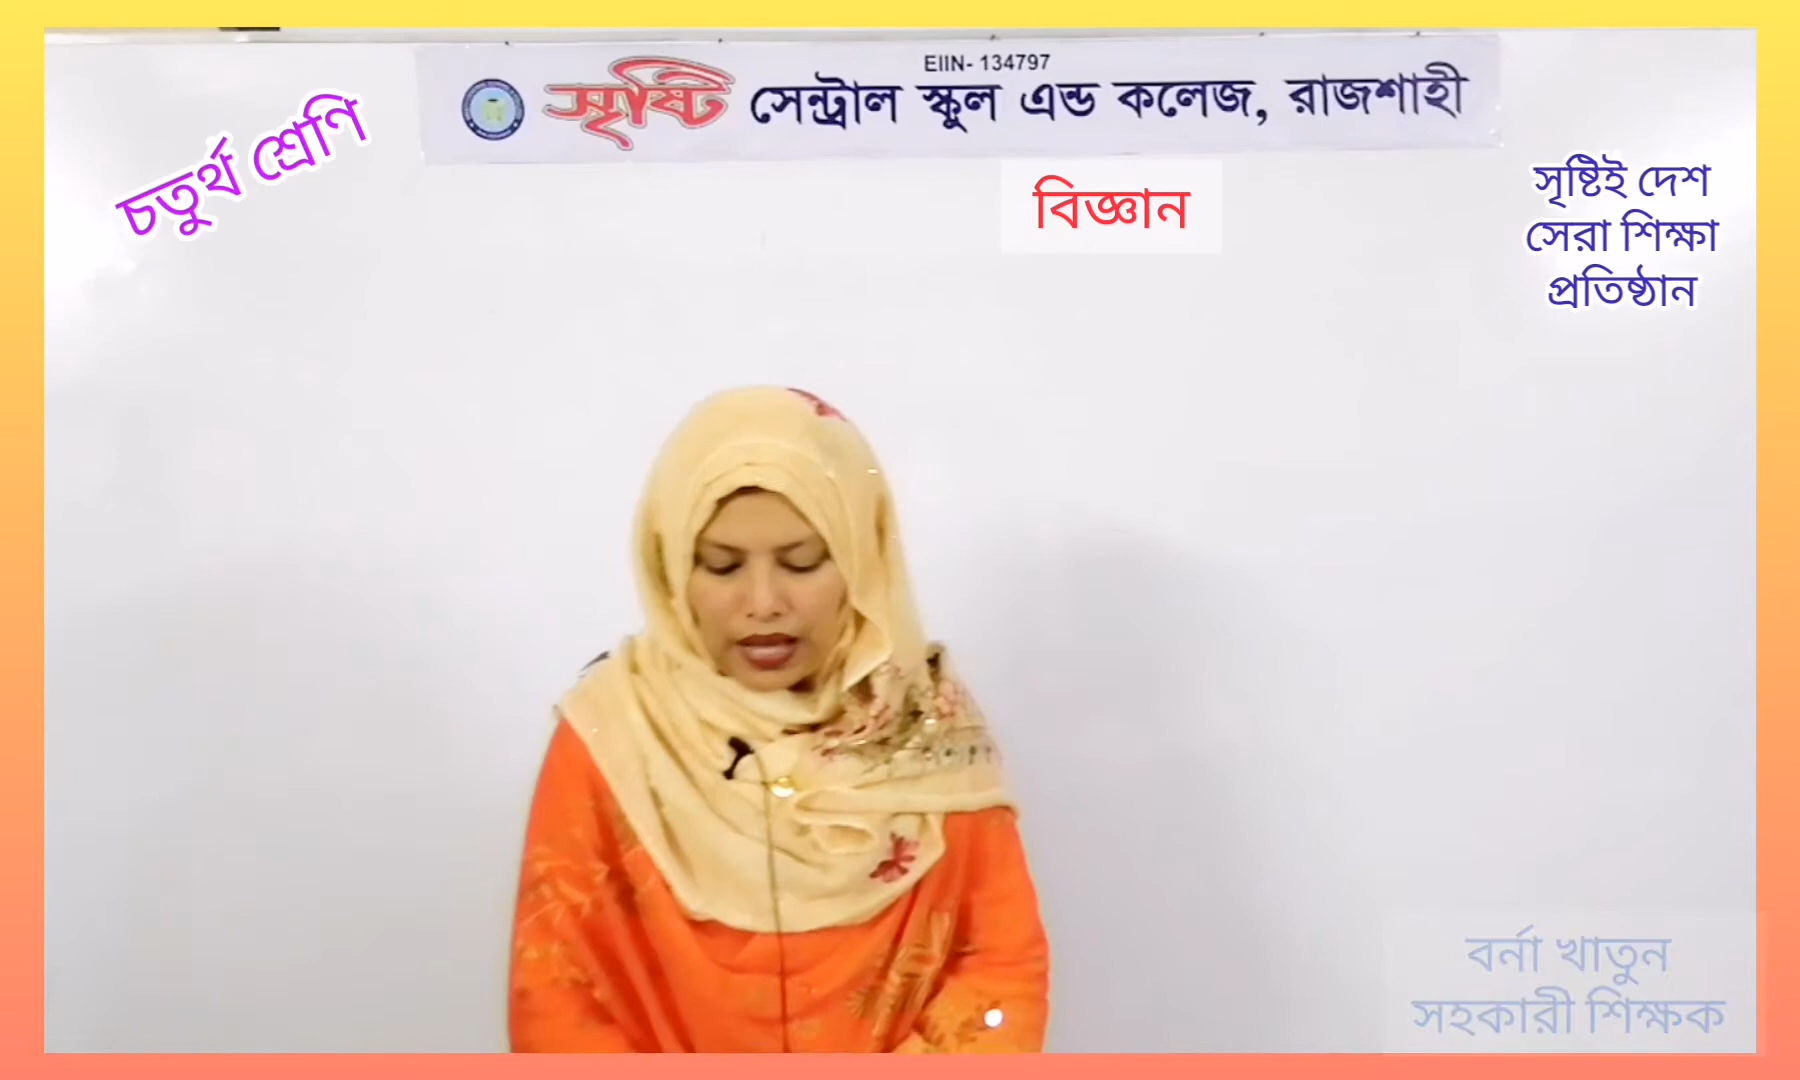 EIIN- 134797
সৃষ্টি সেন্ট্রাল স্কুল এন্ড কলেজ, রাজশাহী
চতুর্থ শ্রেণি
বিজ্ঞান
সৃষ্টিই দেশ
সেরা শিক্ষা
প্রতিষ্ঠান
বর্না খাতুন
সহকারী শিক্ষক